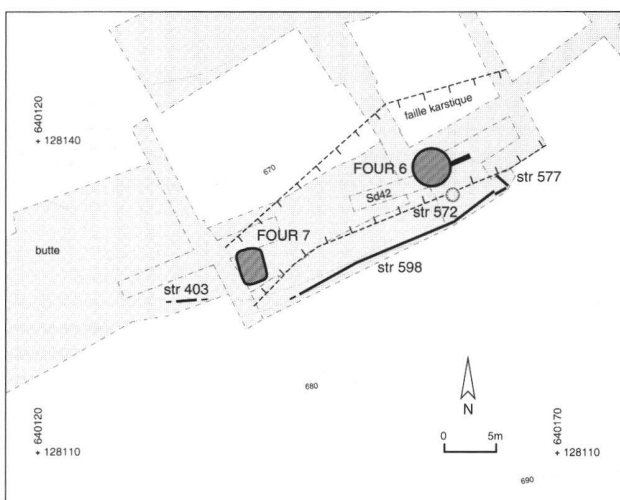 640120
+ 128140
faille karstique
670
FOUR 6
Sd42
str 577
str 572
FOUR 7
butte
str 598
str 403
680
N
0 5m
640120
+ 128110
640170
+ 128110
690